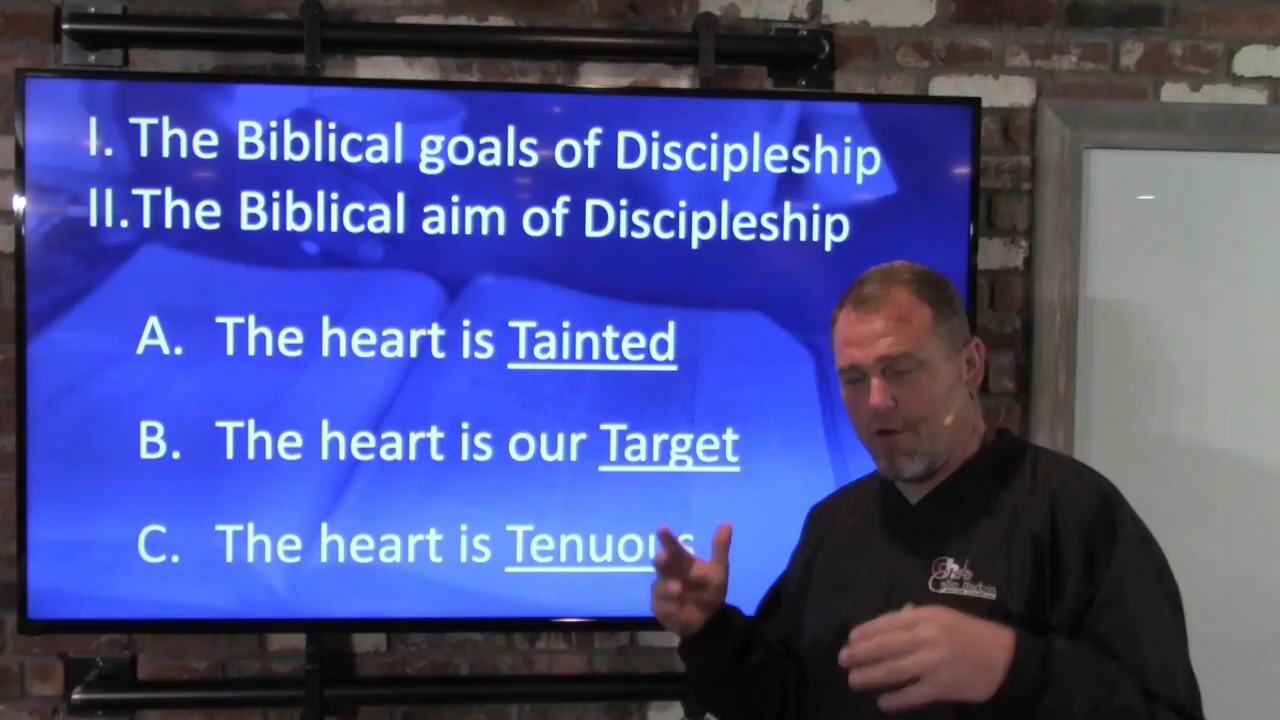 I. The Biblical goals of Discipleship
II.The Biblical aim of Discipleship
A. The heart is Tainted
B. The heart is our Target
C. The heart is Tenuous